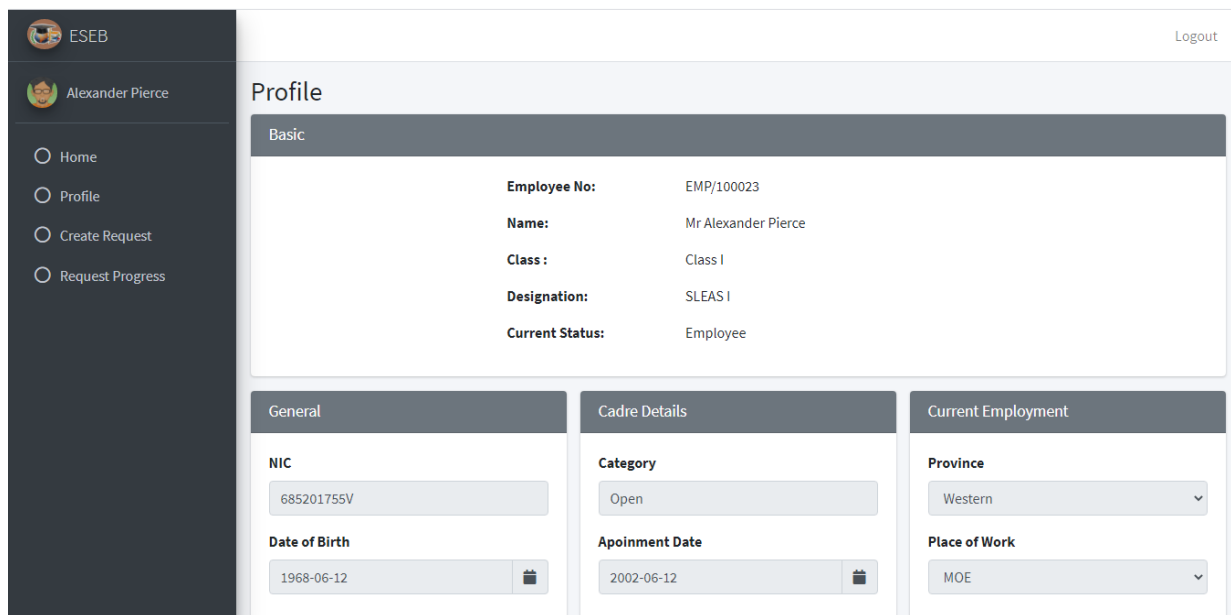 ESEB
Logout
Alexander Pierce
Home
Profile
Create Request
Request Progress
Profile
Basic
Employee No: EMP/100023
Name: Mr Alexander Pierce
Class : Class I
Designation: SLEAS I
Current Status: Employee
General
NIC
685201755V
Date of Birth
1968-06-12
Cadre Details
Category
Open
Apoinment Date
2002-06-12
Current Employment
Province
Western
Place of Work
MOE